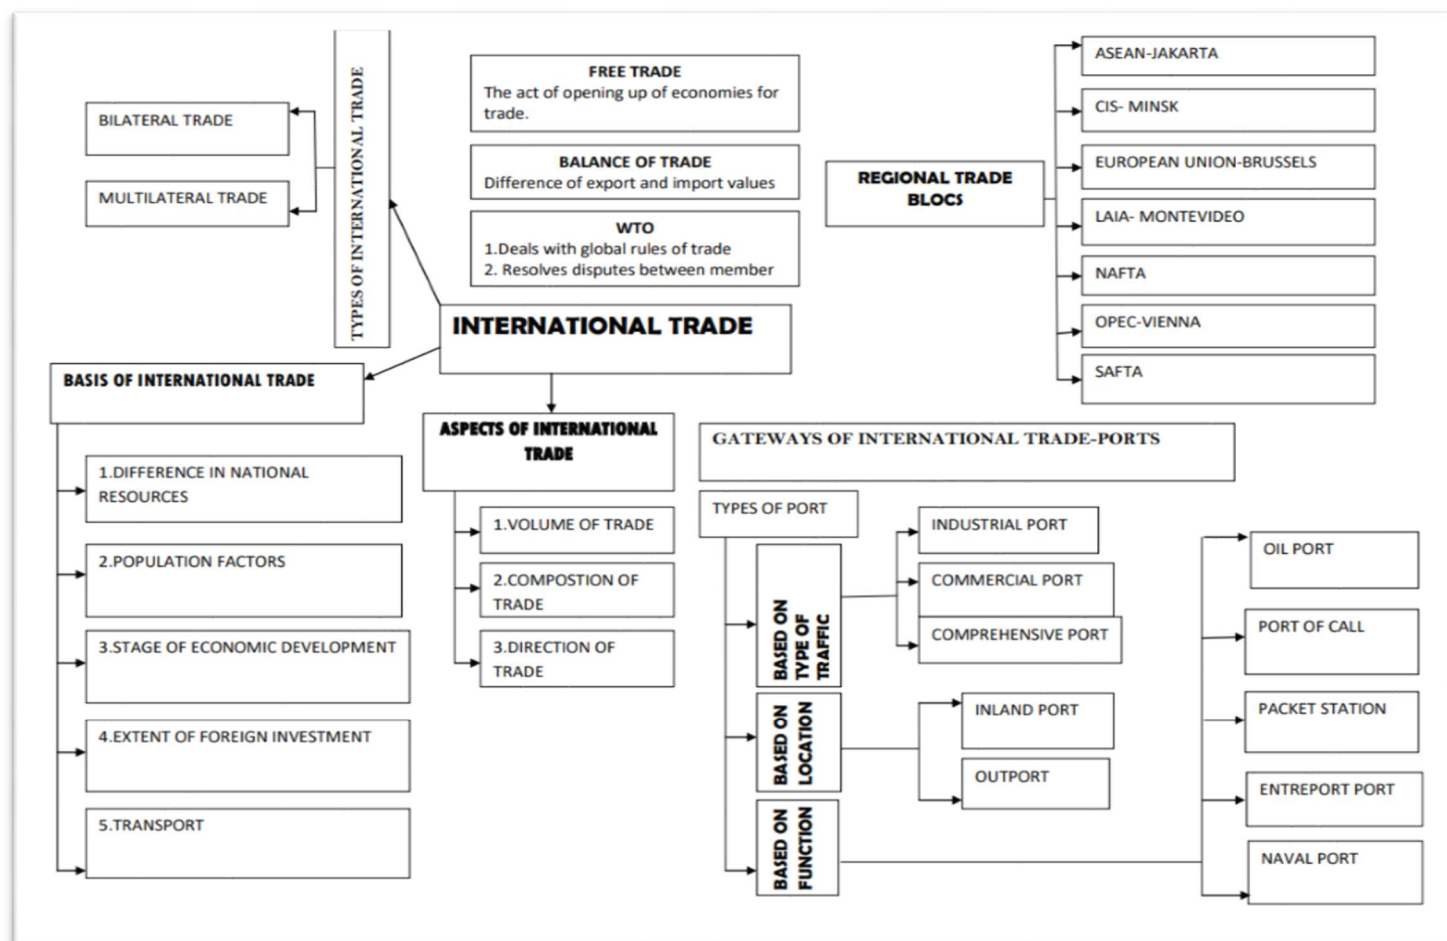 TYPES OF INTERNATIONAL TRADE
BILATERAL TRADE
MULTILATERAL TRADE
FREE TRADE
The act of opening up of economies for
trade.
BALANCE OF TRADE
Difference of export and import values
WTO
1.Deals with global rules of trade
2. Resolves disputes between member
REGIONAL TRADE
BLOCS
ASEAN-JAKARTA
CIS- MINSK
EUROPEAN UNION-BRUSSELS
LAIA- MONTEVIDEO
NAFTA
OPEC-VIENNA
SAFTA
INTERNATIONAL TRADE
BASIS OF INTERNATIONAL TRADE
1.DIFFERENCE IN NATIONAL
RESOURCES
2.POPULATION FACTORS
3.STAGE OF ECONOMIC DEVELOPMENT
4.EXTENT OF FOREIGN INVESTMENT
5.TRANSPORT
ASPECTS OF INTERNATIONAL
TRADE
1.VOLUME OF TRADE
2.COMPOSTION OF
TRADE
3.DIRECTION OF
TRADE
GATEWAYS OF INTERNATIONAL TRADE-PORTS
TYPES OF PORT
BASED ON
TYPE OF
TRAFFIC
INDUSTRIAL PORT
COMMERCIAL PORT
COMPREHENSIVE PORT
BASED ON
LOCATION
INLAND PORT
OUTPORT
BASED ON
FUNCTION
OIL PORT
PORT OF CALL
PACKET STATION
ENTREPORT PORT
NAVAL PORT